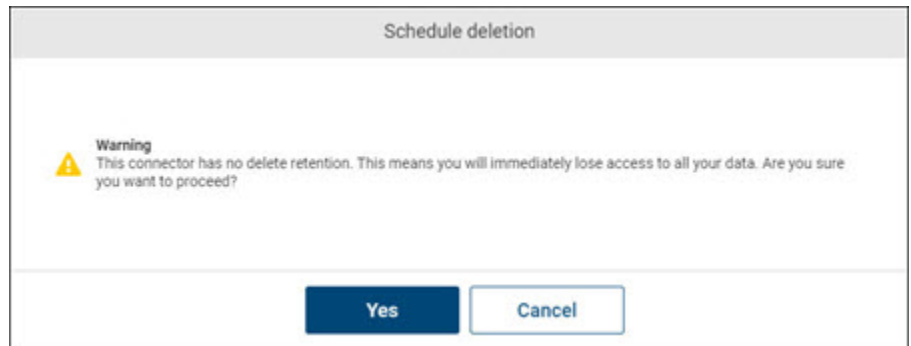 Schedule deletion
Warning
This connector has no delete retention. This means you will immediately lose access to all your data. Are you sure
you want to proceed?
Yes
Cancel